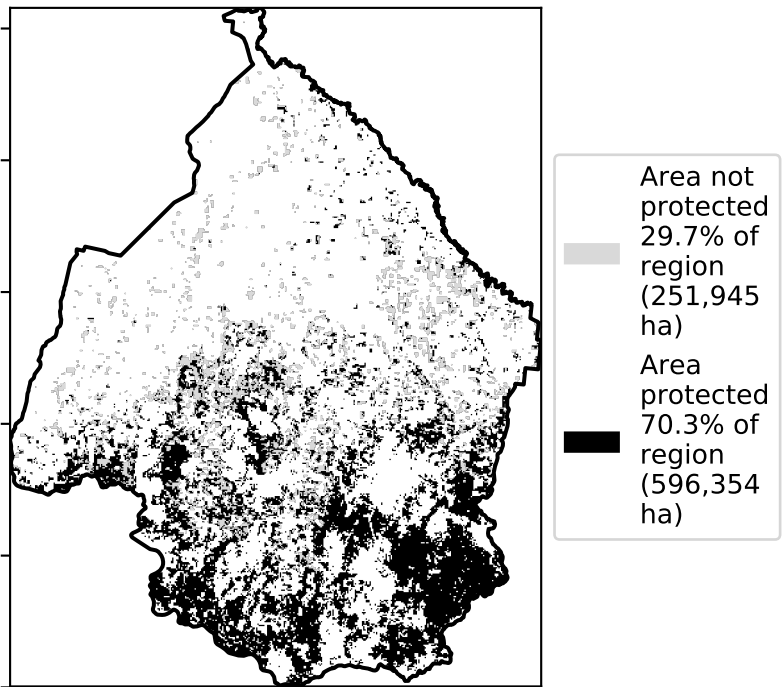 Area not
protected
29.7% of
region
(251,945
ha)
Area
protected
70.3% of
region
(596,354
ha)